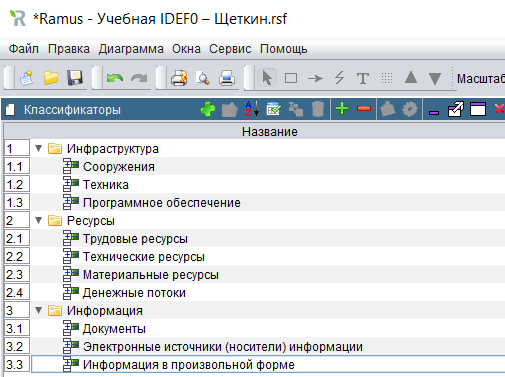 *Ramus - Учебная IDEF0 – Щеткин.rsf
Файл Правка Диаграмма Окна Сервис Помощь
Масштаб
Классификаторы
Название
1 Инфраструктура
1.1 Сооружения
1.2 Техника
1.3 Программное обеспечение
2 Ресурсы
2.1 Трудовые ресурсы
2.2 Технические ресурсы
2.3 Материальные ресурсы
2.4 Денежные потоки
3 Информация
3.1 Документы
3.2 Электронные источники (носители) информации
3.3 Информация в произвольной форме